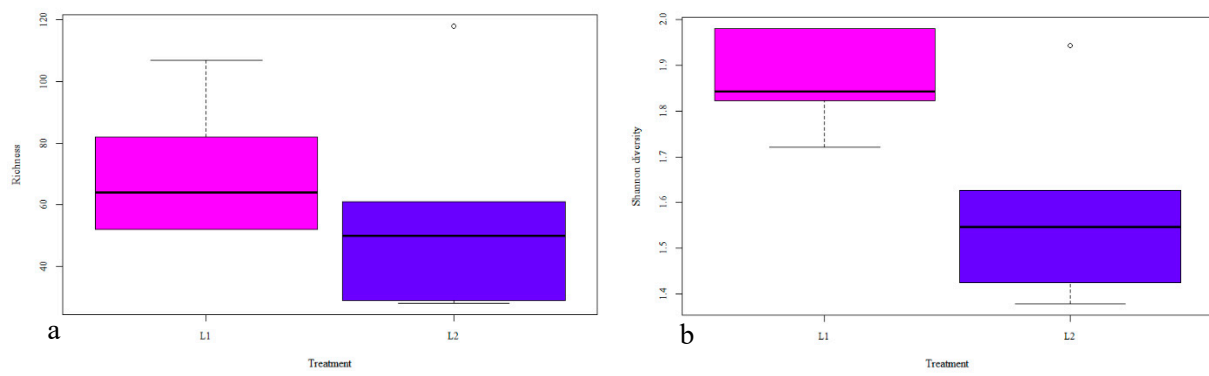 120
100
80
60
40
Richness
L1
L2
Treatment
a
2.0
1.9
1.8
1.7
1.6
1.5
1.4
Shannon diversity
L1
L2
Treatment
b